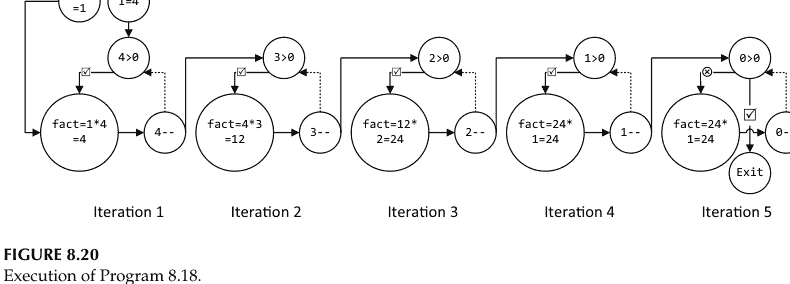 =1
i=4
4>0
3>0
2>0
1>0
0>0
fact=1*4
=4
4--
fact=4*3
=12
3--
fact=12*
2=24
2--
fact=24*
1=24
1--
fact=24*
1=24
0-
Exit
Iteration 1
Iteration 2
Iteration 3
Iteration 4
Iteration 5
FIGURE 8.20
Execution of Program 8.18.